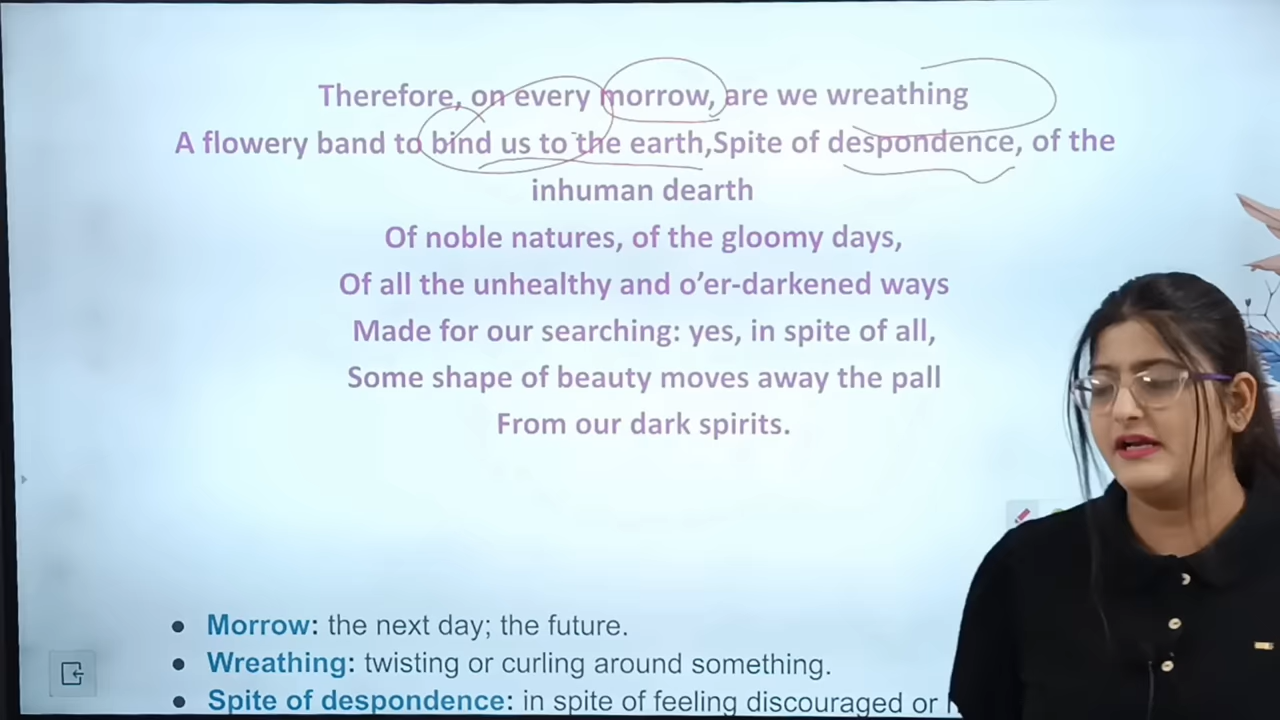 Therefore, on every morrow, are we wreathing
A flowery band to bind us to the earth,Spite of despondence, of the
inhuman dearth
Of noble natures, of the gloomy days,
Of all the unhealthy and o’er-darkened ways
Made for our searching: yes, in spite of all,
Some shape of beauty moves away the pall
From our dark spirits.
● Morrow: the next day; the future.
● Wreathing: twisting or curling around something.
● Spite of despondence: in spite of feeling discouraged or